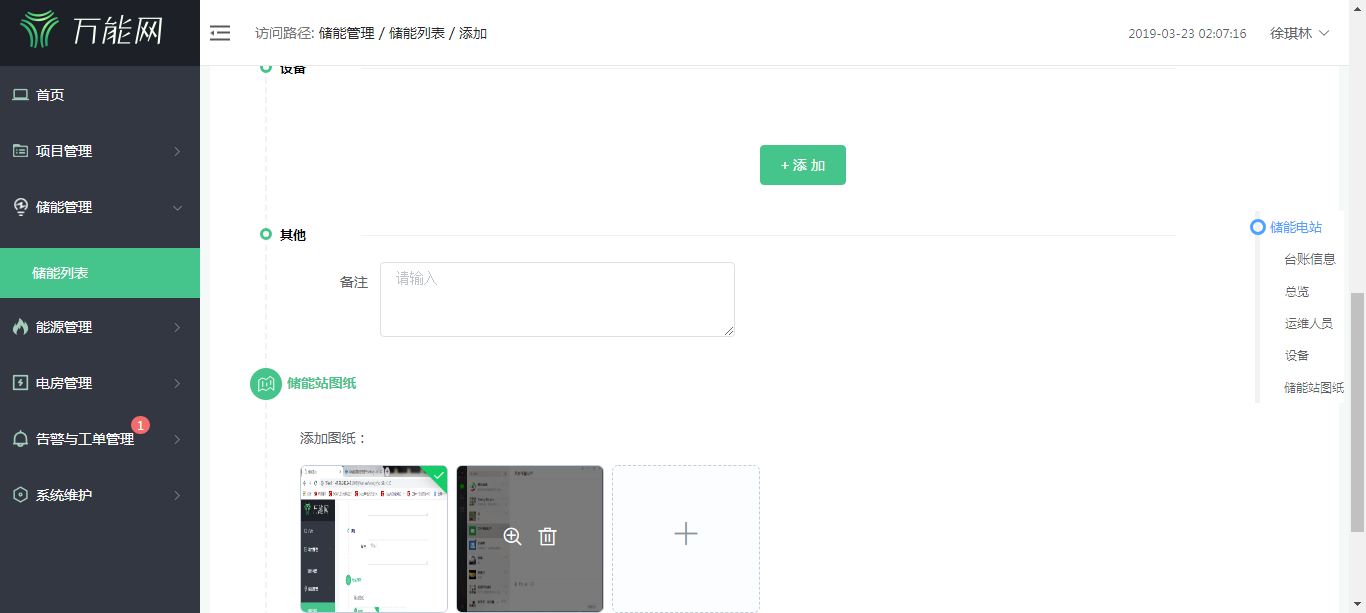 万能网
访问路径: 储能管理 / 储能列表 / 添加
2019-03-23 02:07:16
徐琪林
首页
项目管理
储能管理
储能列表
能源管理
电房管理
告警与工单管理
1
系统维护
设备
+ 添 加
其他
备注
请输入
储能站图纸
添加图纸：
储能电站
台账信息
总览
运维人员
设备
储能站图纸